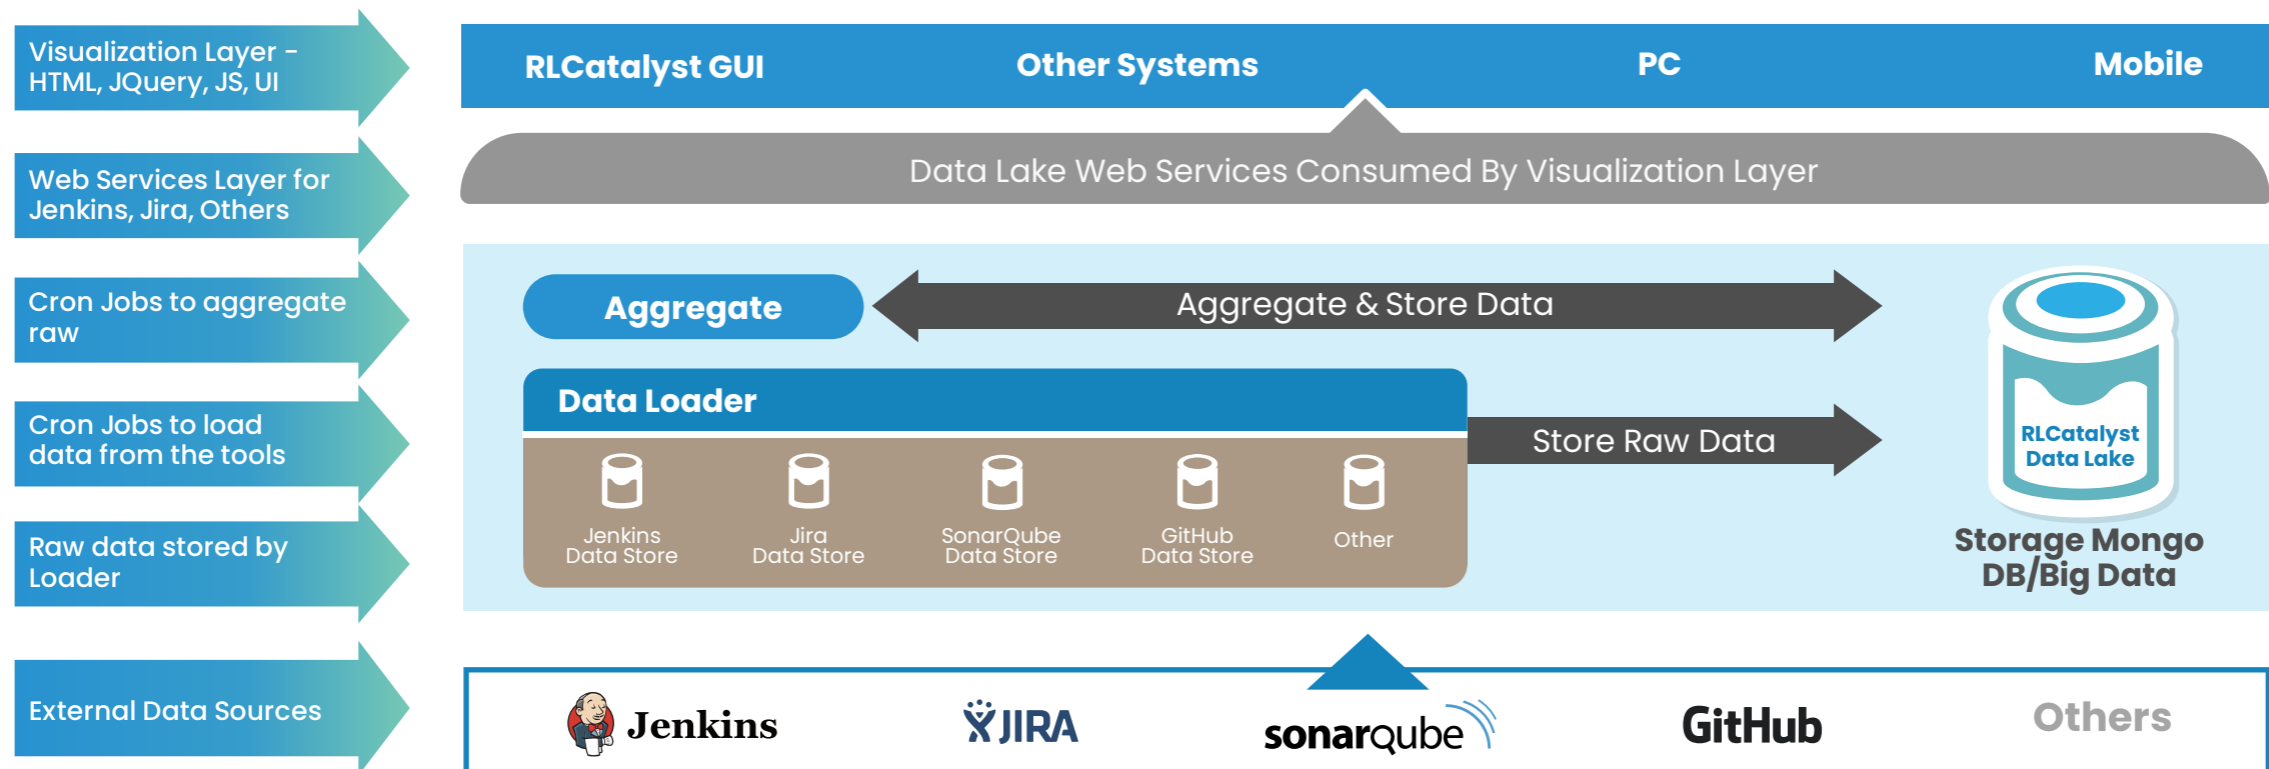 Visualization Layer -
HTML, JQuery, JS, UI
RLCatalyst GUI
Other Systems
PC
Mobile
Web Services Layer for
Jenkins, Jira, Others
Data Lake Web Services Consumed By Visualization Layer
Cron Jobs to aggregate
raw
Aggregate
Aggregate & Store Data
Cron Jobs to load
data from the tools
Data Loader
Store Raw Data
RLCatalyst
Data Lake
Raw data stored by
Loader
Jenkins
Data Store
Jira
Data Store
SonarQube
Data Store
GitHub
Data Store
Other
Storage Mongo
DB/Big Data
External Data Sources
Jenkins
JIRA
sonarqube
GitHub
Others